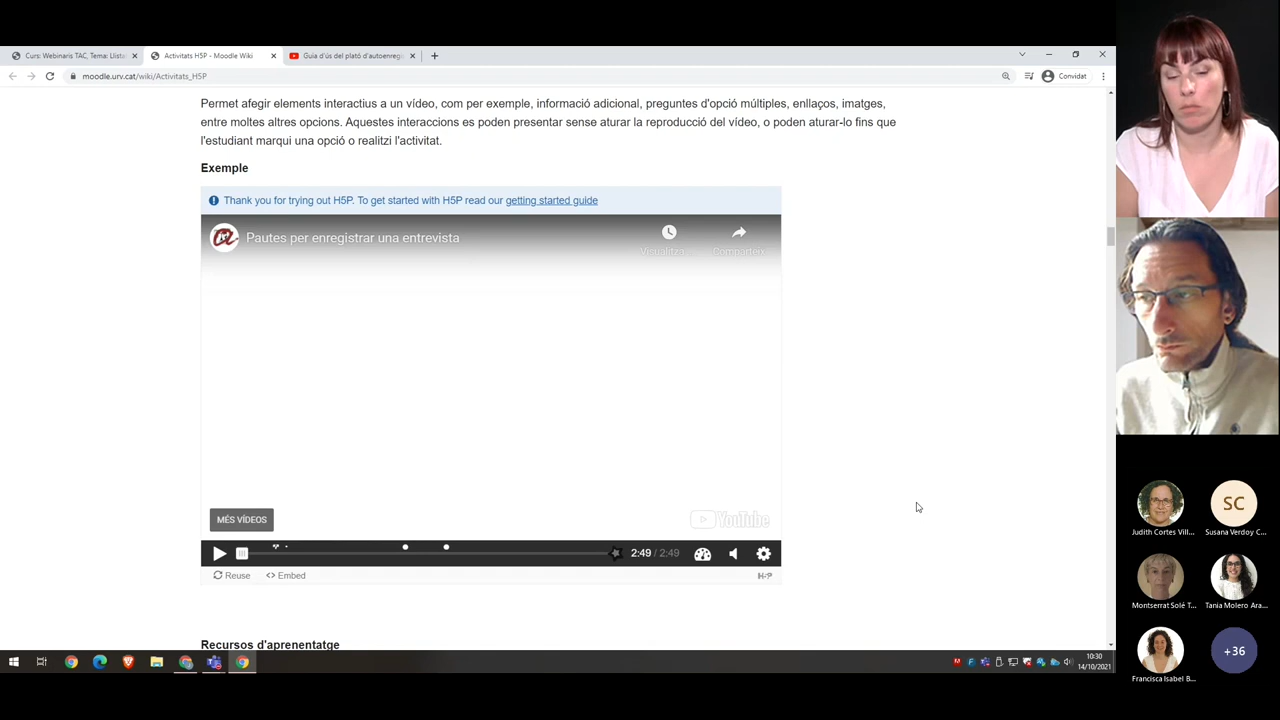 Curs: Webinaris TAC, Tema: Llista
Activitats H5P - Moodle Wiki
Guia d'ús del plató d'autoenreg
moodle.urv.cat/wiki/Activitats_H5P
Convidat
Permet afegir elements interactius a un vídeo, com per exemple, informació adicional, preguntes d'opció múltiples, enllaços, imatges,
entre moltes altres opcions. Aquestes interaccions es poden presentar sense aturar la reproducció del vídeo, o poden aturar-lo fins que
l'estudiant marqui una opció o realitzi l'activitat.
Exemple
Thank you for trying out H5P. To get started with H5P read our getting started guide
Pautes per enregistrar una entrevista
Visualitza...
Comparteix
MÉS VÍDEOS
YouTube
2:49 / 2:49
Reuse
Embed
H5P
Recursos d'aprenentatge
10:30
14/10/2021
SC
Judith Cortes Vill...
Susana Verdoy C...
Montserrat Solé T...
Tania Molero Ara...
+36
Francisca Isabel B...